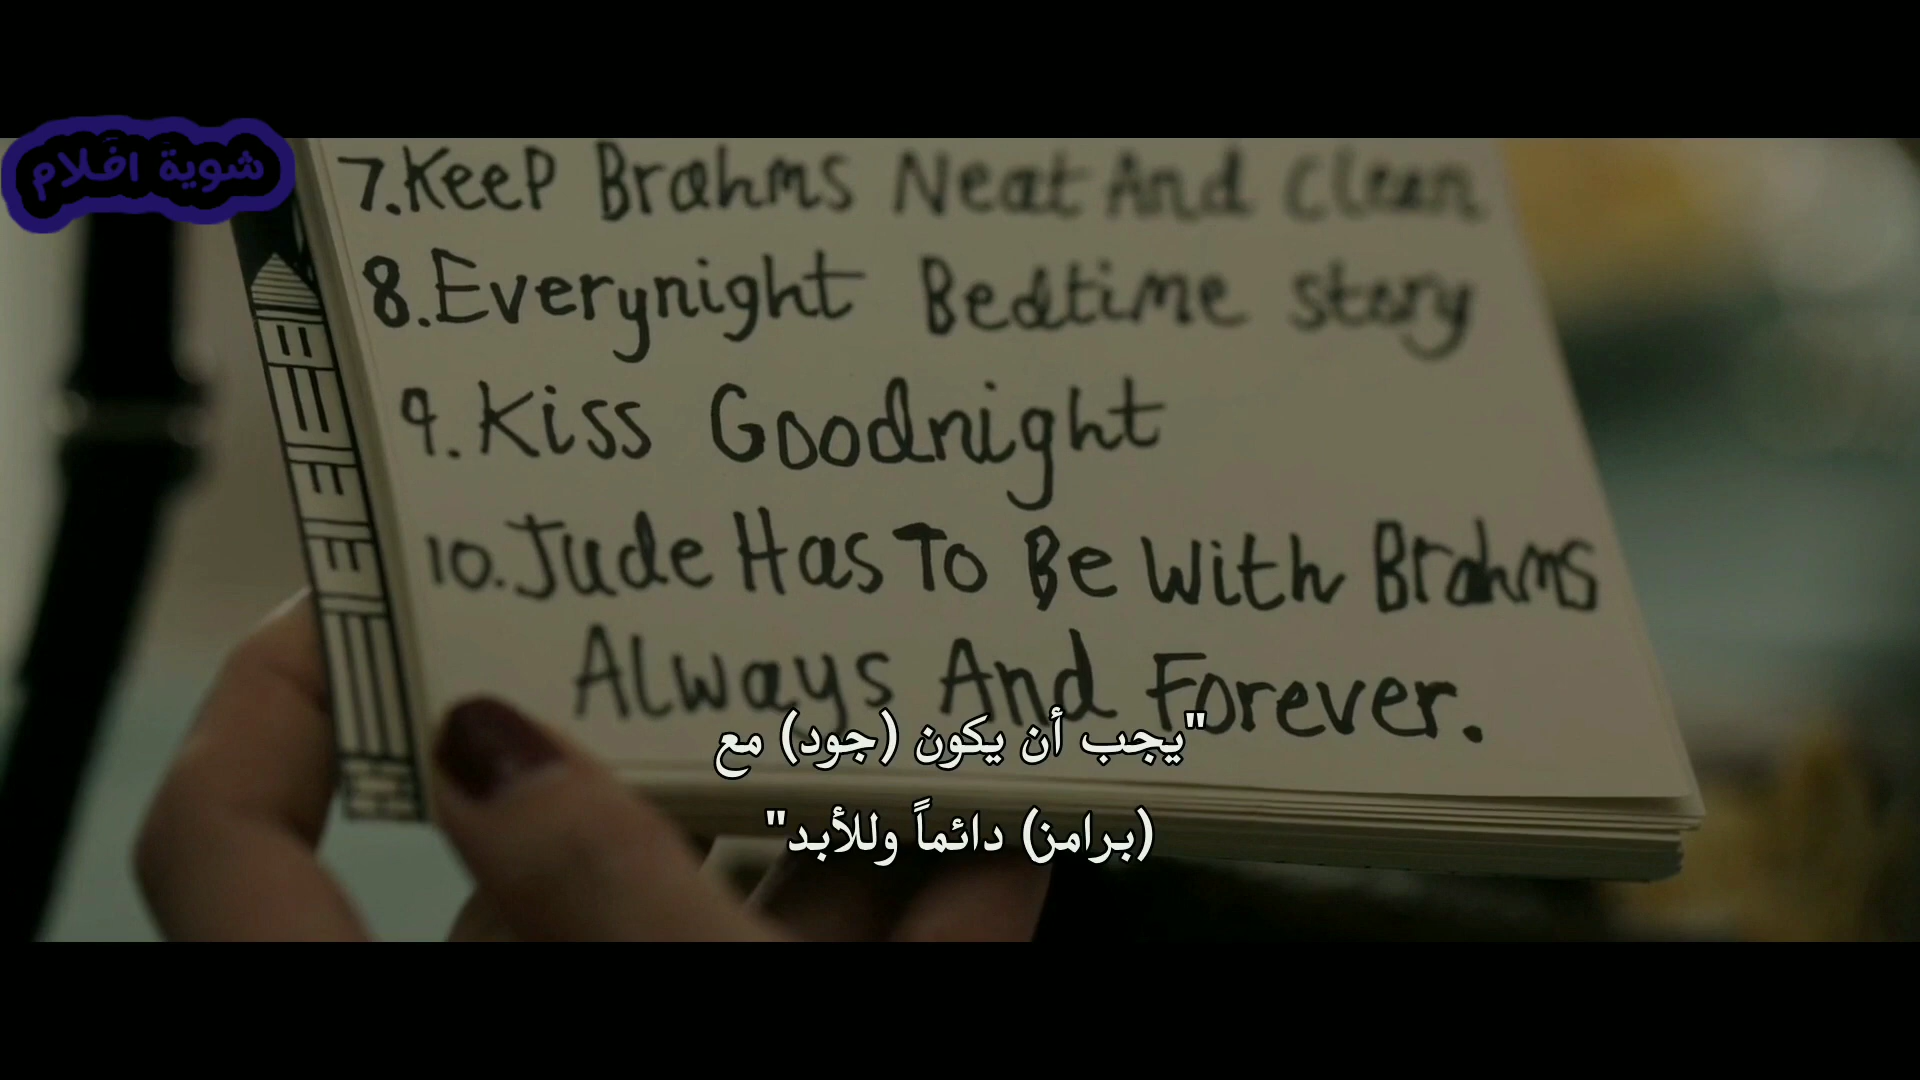 شوية افلام
7. Keep Brahms Neat And Clean
8. Everynight Bedtime story
9. Kiss Goodnight
10. Jude Has To Be With Brahms
Always And Forever.
"يجب أن يكون (جود) مع
(برامز) دائماً وللأبد"